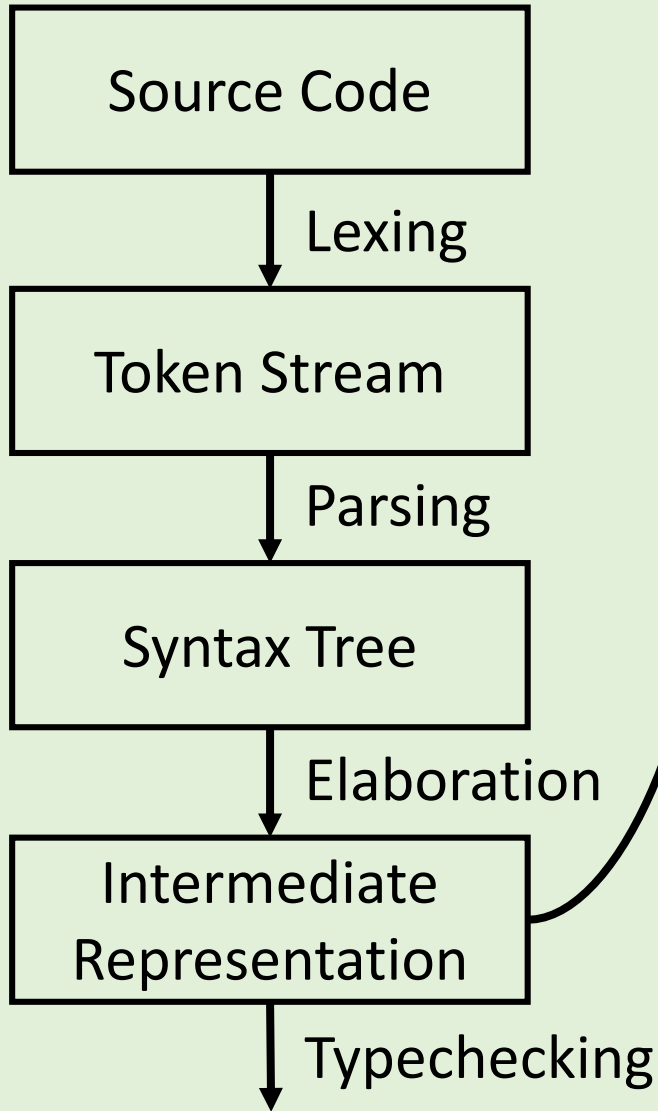 Source Code
Lexing
Token Stream
Parsing
Syntax Tree
Elaboration
Intermediate
Representation
Typechecking